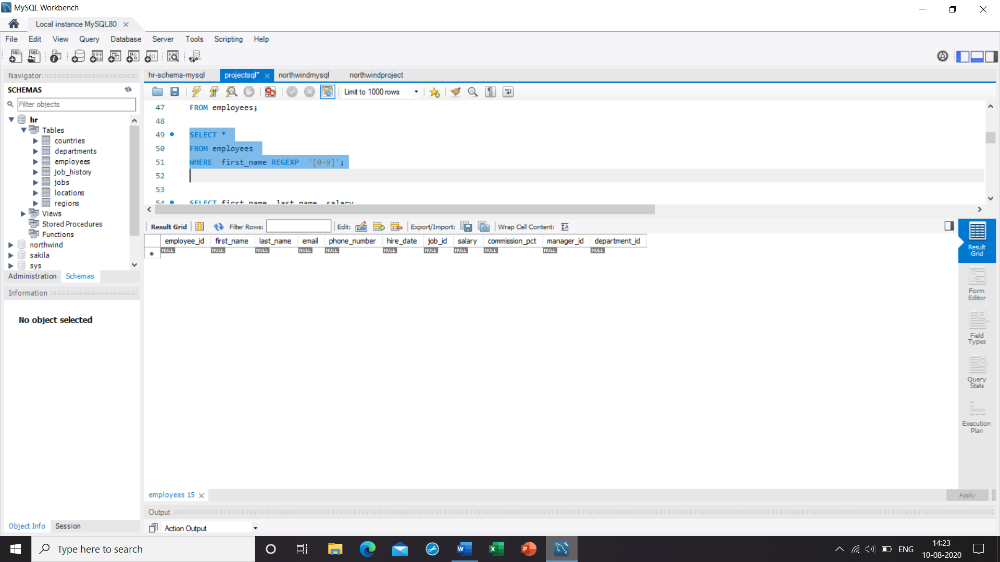 MySQL Workbench
Local instance MySQL80
File Edit View Query Database Server Tools Scripting Help
Navigator
SCHEMAS
Filter objects
hr
Tables
countries
departments
employees
job_history
jobs
locations
regions
Views
Stored Procedures
Functions
northwind
sakila
sys
Administration Schemas
Information
No object selected
Object Info Session
hr-schema-mysql projectsql* northwindmysql northwindproject
Limit to 1000 rows
47 FROM employees;
48
49 SELECT *
50 FROM employees
51 WHERE first_name REGEXP '[0-9]';
52
53
54 SELECT first_name, last_name, salary
Result Grid Filter Rows: Edit: Export/Import: Wrap Cell Content:
employee_id first_name last_name email phone_number hire_date job_id salary commission_pct manager_id department_id
NULL NULL NULL NULL NULL NULL NULL NULL NULL NULL NULL
Result
Grid
Form
Editor
Field
Types
Query
Stats
Execution
Plan
employees 15
Apply
Output
Action Output
Type here to search
ENG
14:23
10-08-2020